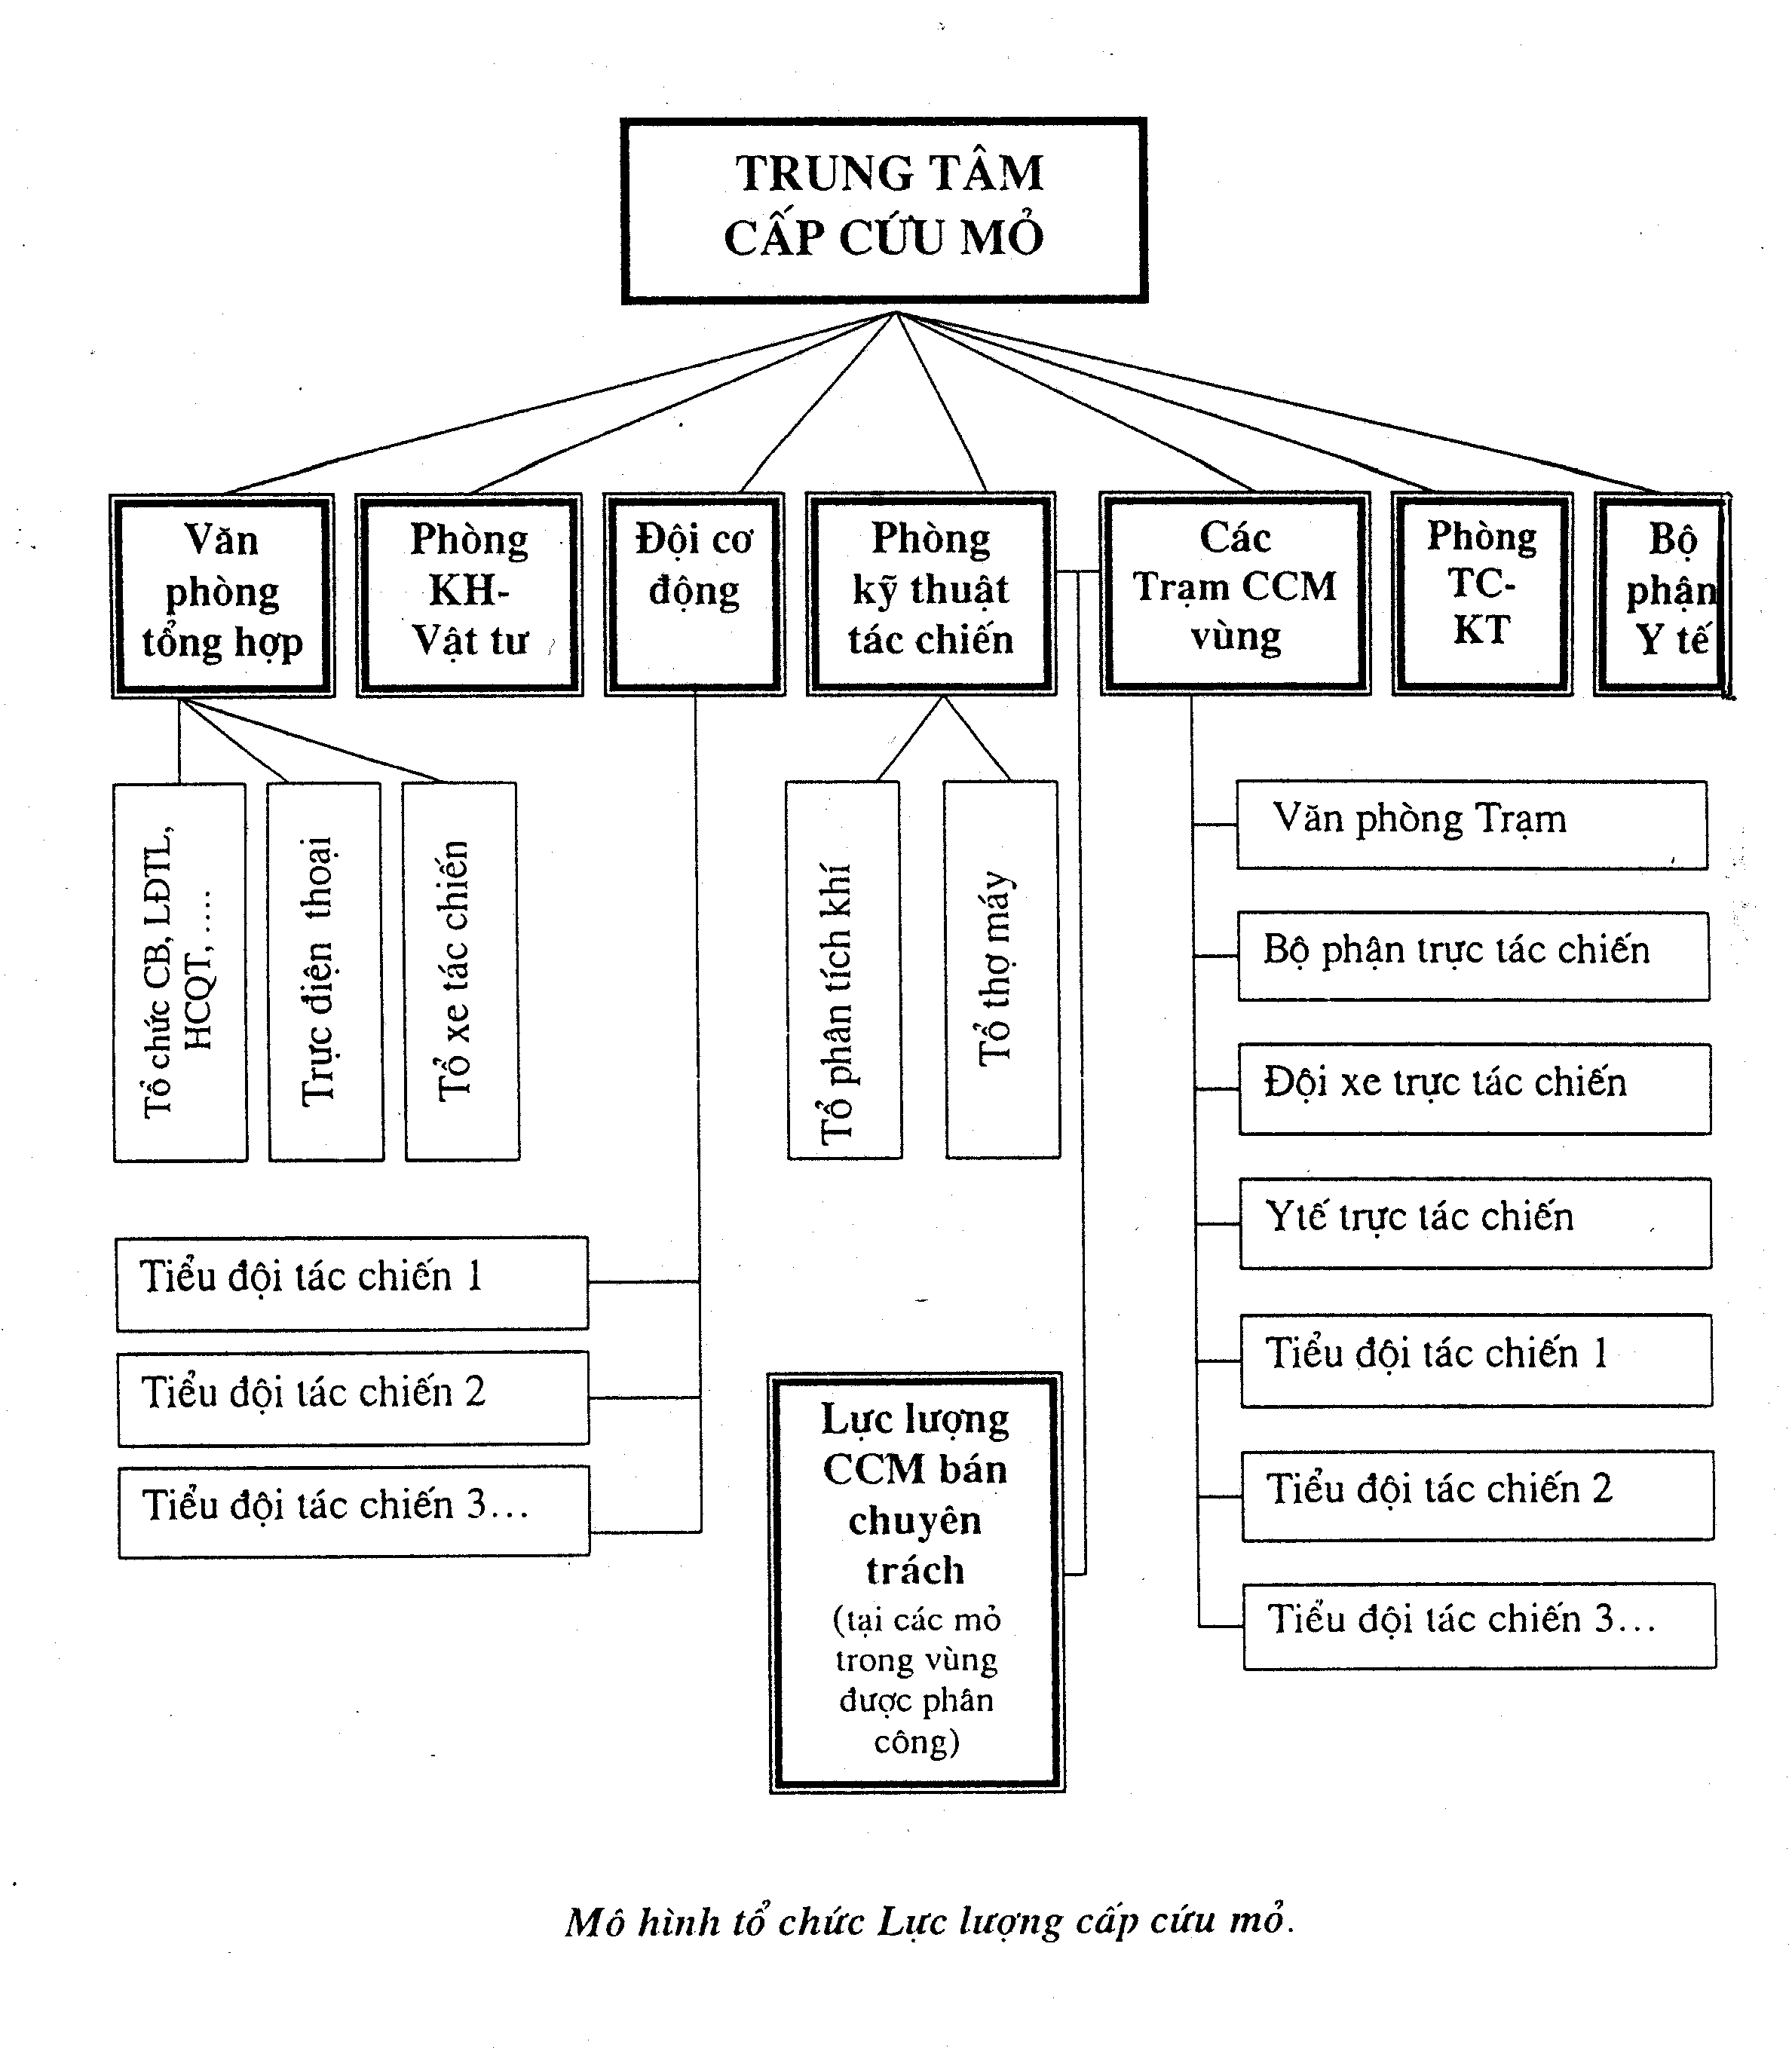 TRUNG TÂM
CẤP CỨU MỎ
Văn
phòng
tổng hợp
Phòng
KH-
Vật tư
Đội cơ
động
Phòng
kỹ thuật
tác chiến
Các
Trạm CCM
vùng
Phòng
TC-
KT
Bộ
phận
Y tế
Tổ chức CB, LĐTL,
HCQT, ....
Trực điện thoại
Tổ xe tác chiến
Tổ phân tích khí
Tổ thợ máy
Văn phòng Trạm
Bộ phận trực tác chiến
Đội xe trực tác chiến
Ytế trực tác chiến
Tiểu đội tác chiến 1
Tiểu đội tác chiến 2
Tiểu đội tác chiến 3...
Tiểu đội tác chiến 1
Tiểu đội tác chiến 2
Tiểu đội tác chiến 3...
Lực lượng
CCM bán
chuyên
trách
(tại các mỏ
trong vùng
được phân
công)
Mô hình tổ chức Lực lượng cấp cứu mỏ.